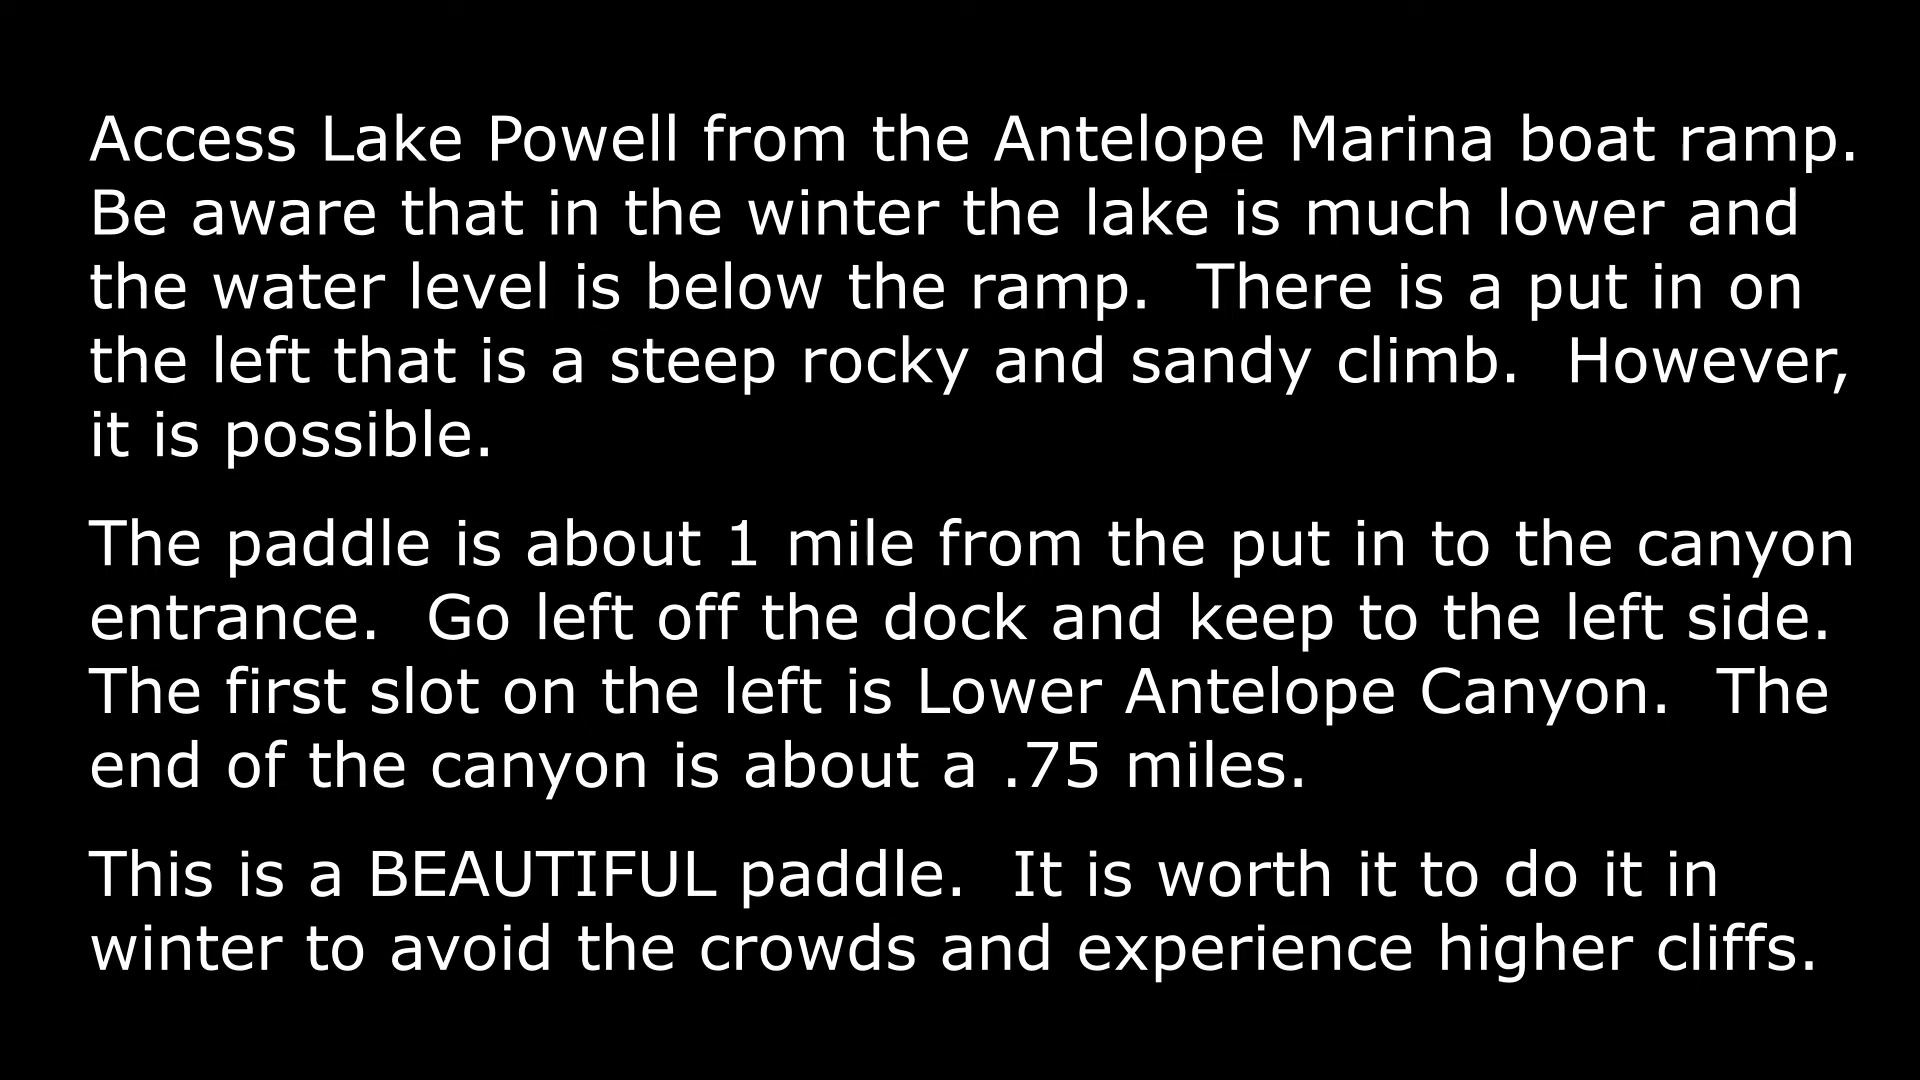 Access Lake Powell from the Antelope Marina boat ramp.
Be aware that in the winter the lake is much lower and
the water level is below the ramp.  There is a put in on
the left that is a steep rocky and sandy climb.  However,
it is possible.
The paddle is about 1 mile from the put in to the canyon
entrance.  Go left off the dock and keep to the left side.
The first slot on the left is Lower Antelope Canyon.  The
end of the canyon is about a .75 miles.
This is a BEAUTIFUL paddle.  It is worth it to do it in
winter to avoid the crowds and experience higher cliffs.